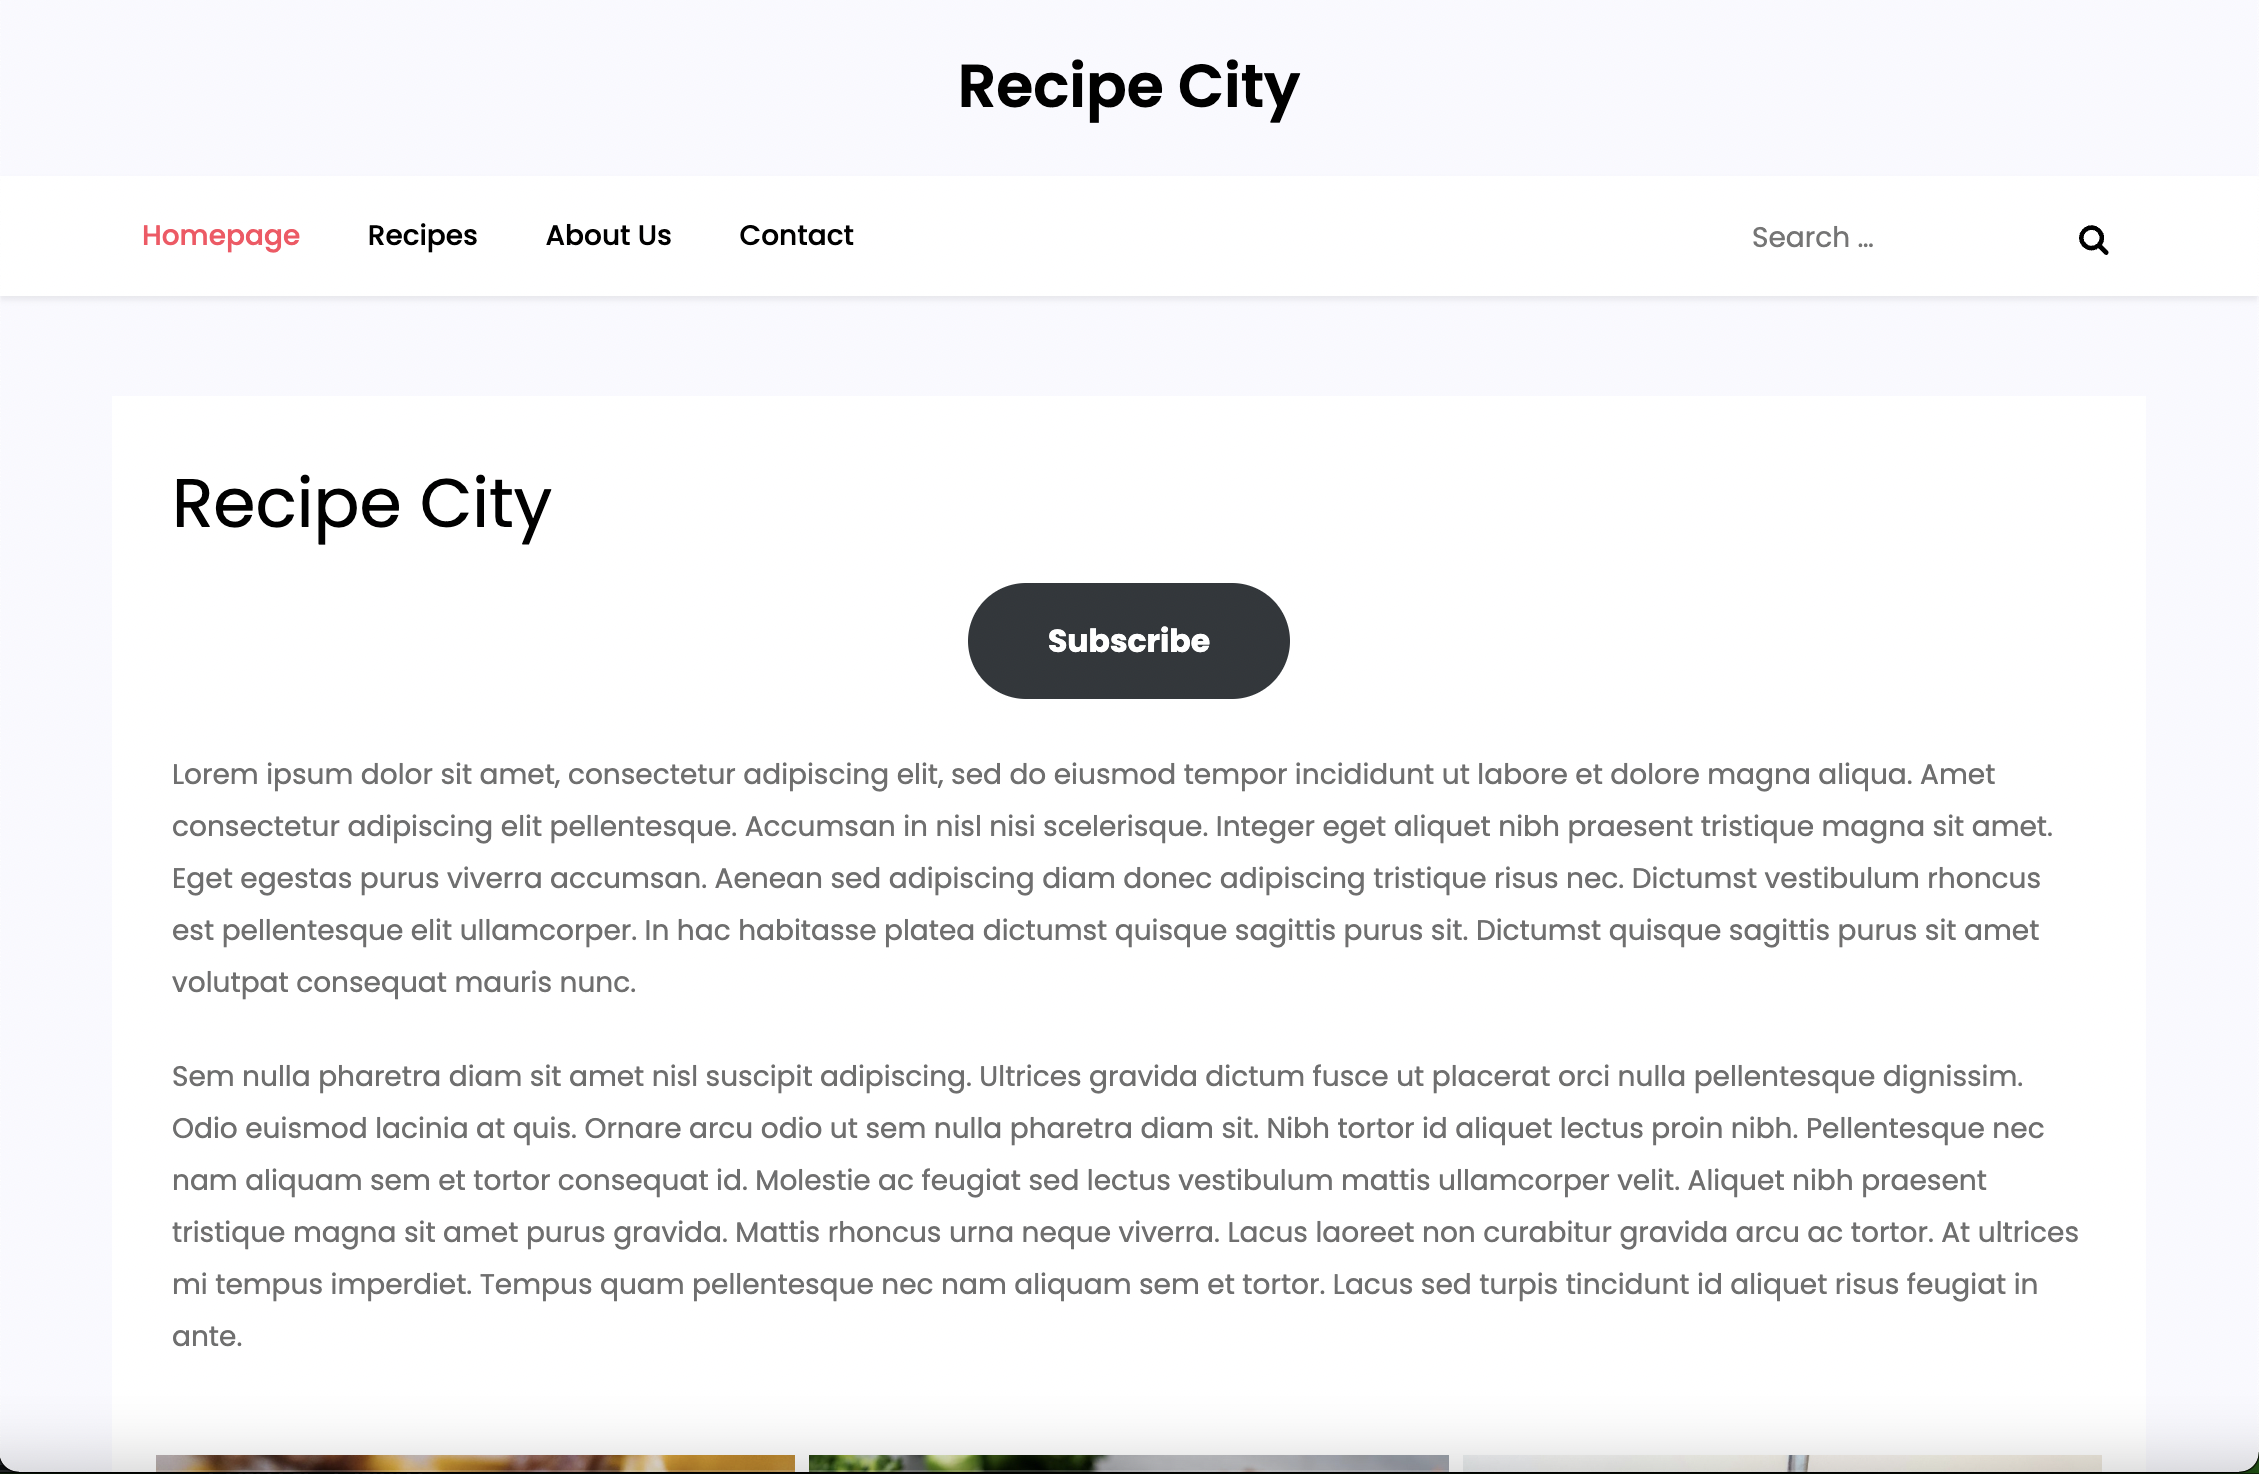 Recipe City
Homepage Recipes About Us Contact Search ...
Recipe City
Subscribe
Lorem ipsum dolor sit amet, consectetur adipiscing elit, sed do eiusmod tempor incididunt ut labore et dolore magna aliqua. Amet
consectetur adipiscing elit pellentesque. Accumsan in nisl nisi scelerisque. Integer eget aliquet nibh praesent tristique magna sit amet.
Eget egestas purus viverra accumsan. Aenean sed adipiscing diam donec adipiscing tristique risus nec. Dictumst vestibulum rhoncus
est pellentesque elit ullamcorper. In hac habitasse platea dictumst quisque sagittis purus sit. Dictumst quisque sagittis purus sit amet
volutpat consequat mauris nunc.
Sem nulla pharetra diam sit amet nisl suscipit adipiscing. Ultrices gravida dictum fusce ut placerat orci nulla pellentesque dignissim.
Odio euismod lacinia at quis. Ornare arcu odio ut sem nulla pharetra diam sit. Nibh tortor id aliquet lectus proin nibh. Pellentesque nec
nam aliquam sem et tortor consequat id. Molestie ac feugiat sed lectus vestibulum mattis ullamcorper velit. Aliquet nibh praesent
tristique magna sit amet purus gravida. Mattis rhoncus urna neque viverra. Lacus laoreet non curabitur gravida arcu ac tortor. At ultrices
mi tempus imperdiet. Tempus quam pellentesque nec nam aliquam sem et tortor. Lacus sed turpis tincidunt id aliquet risus feugiat in
ante.